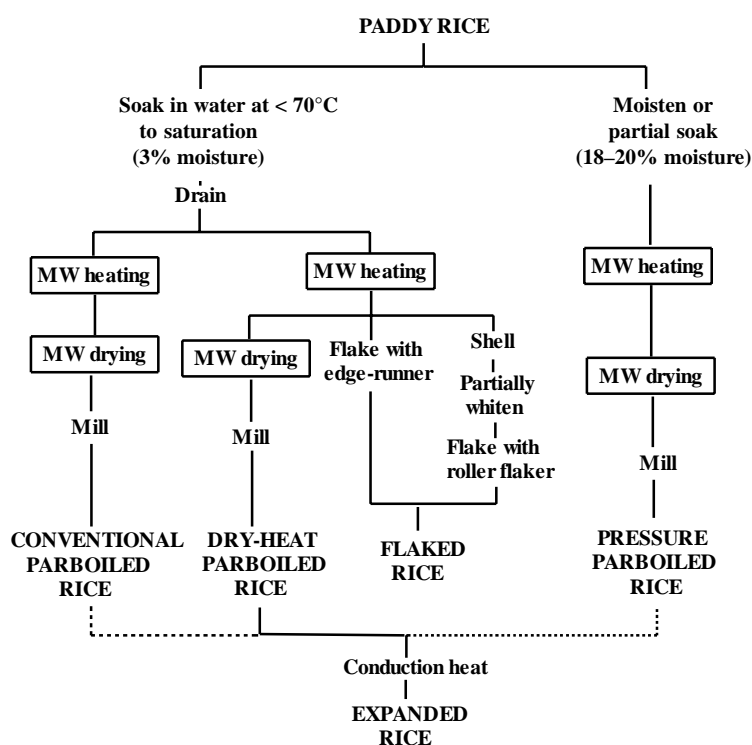 PADDY RICE
Soak in water at < 70°C
to saturation
(3% moisture)
Moisten or
partial soak
(18–20% moisture)
Drain
MW heating
MW heating
MW heating
MW drying
MW drying
Flake with
edge-runner
Shell
Partially
whiten
Flake with
roller flaker
MW drying
Mill
Mill
Mill
CONVENTIONAL
PARBOILED
RICE
DRY-HEAT
PARBOILED
RICE
FLAKED
RICE
PRESSURE
PARBOILED
RICE
Conduction heat
EXPANDED
RICE